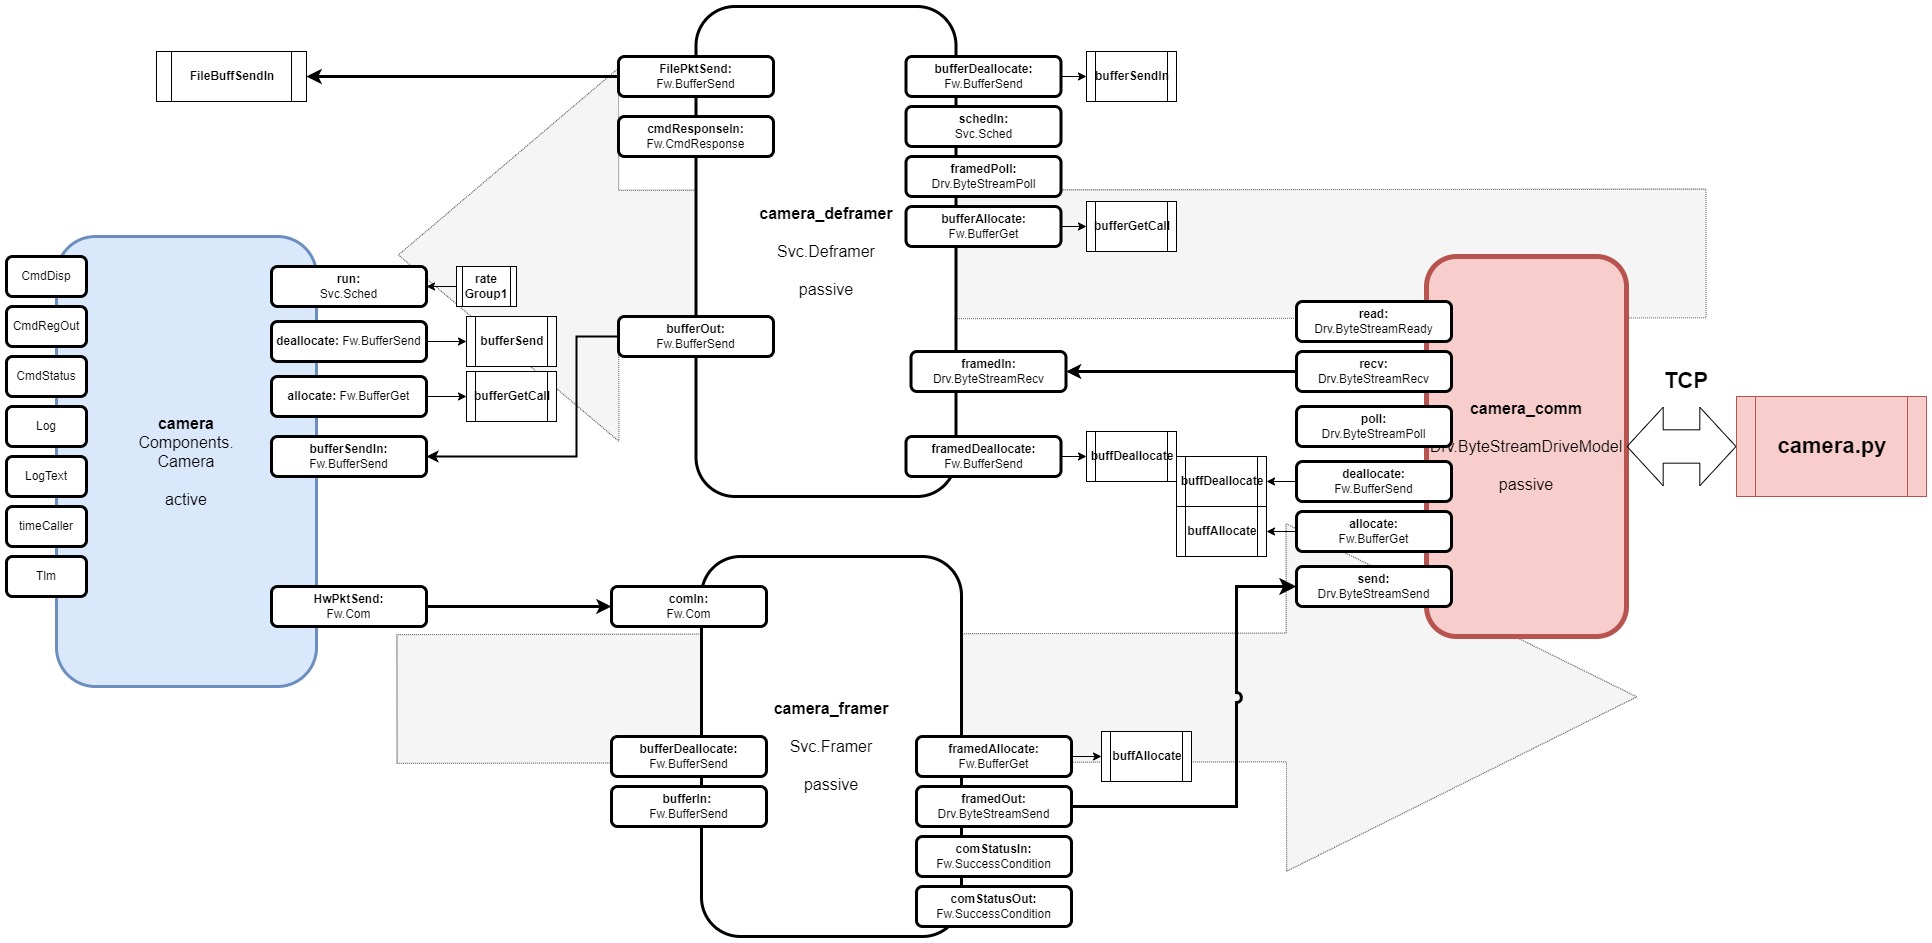 FileBuffSendIn
FilePktSend:
Fw.BufferSend
cmdResponseIn:
Fw.CmdResponse
bufferDeallocate:
Fw.BufferSend
bufferSendIn
schedIn:
Svc.Sched
framedPoll:
Drv.ByteStreamPoll
bufferAllocate:
Fw.BufferGet
bufferGetCall
camera_deframer
Svc.Deframer
passive
bufferOut:
Fw.BufferSend
framedIn:
Drv.ByteStreamRecv
framedDeallocate:
Fw.BufferSend
buffDeallocate
CmdDisp
CmdRegOut
CmdStatus
Log
LogText
timeCaller
Tlm
camera
Components.
Camera
active
run:
Svc.Sched
rate
Group1
deallocate: Fw.BufferSend
bufferSend
allocate: Fw.BufferGet
bufferGetCall
bufferSendIn:
Fw.BufferSend
HwPktSend:
Fw.Com
read:
Drv.ByteStreamReady
recv:
Drv.ByteStreamRecv
poll:
Drv.ByteStreamPoll
deallocate:
Fw.BufferSend
buffDeallocate
allocate:
Fw.BufferGet
buffAllocate
send:
Drv.ByteStreamSend
camera_comm
Drv.ByteStreamDriveModel
passive
TCP
camera.py
comIn:
Fw.Com
camera_framer
Svc.Framer
passive
bufferDeallocate:
Fw.BufferSend
bufferIn:
Fw.BufferSend
framedAllocate:
Fw.BufferGet
buffAllocate
framedOut:
Drv.ByteStreamSend
comStatusIn:
Fw.SuccessCondition
comStatusOut:
Fw.SuccessCondition